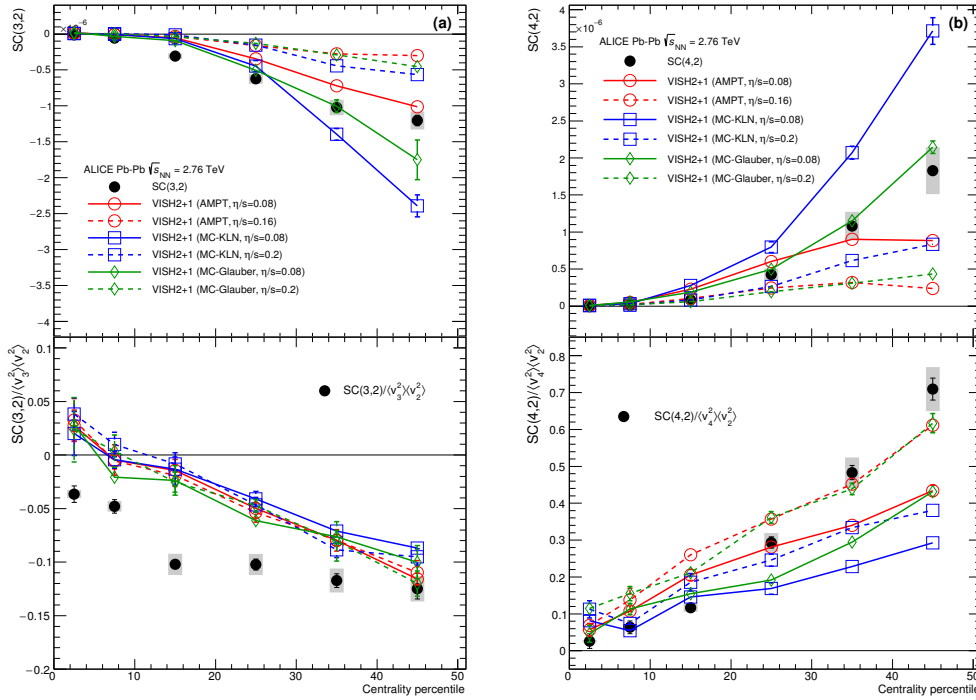 SC(3,2)
×10⁻⁶
(a)
0
−0.5
−1
−1.5
−2
−2.5
−3
−3.5
−4
ALICE Pb-Pb √s_NN = 2.76 TeV
SC(3,2)
VISH2+1 (AMPT, η/s=0.08)
VISH2+1 (AMPT, η/s=0.16)
VISH2+1 (MC-KLN, η/s=0.08)
VISH2+1 (MC-KLN, η/s=0.2)
VISH2+1 (MC-Glauber, η/s=0.08)
VISH2+1 (MC-Glauber, η/s=0.2)
SC(4,2)
×10⁻⁶
(b)
4
3.5
3
2.5
2
1.5
1
0.5
0
ALICE Pb-Pb √s_NN = 2.76 TeV
SC(4,2)
VISH2+1 (AMPT, η/s=0.08)
VISH2+1 (AMPT, η/s=0.16)
VISH2+1 (MC-KLN, η/s=0.08)
VISH2+1 (MC-KLN, η/s=0.2)
VISH2+1 (MC-Glauber, η/s=0.08)
VISH2+1 (MC-Glauber, η/s=0.2)
SC(3,2)/⟨v₃²⟩⟨v₂²⟩
0.1
0.05
0
−0.05
−0.1
−0.15
−0.2
SC(3,2)/⟨v₃²⟩⟨v₂²⟩
0 10 20 30 40 50
Centrality percentile
SC(4,2)/⟨v₄²⟩⟨v₂²⟩
0.8
0.7
0.6
0.5
0.4
0.3
0.2
0.1
0
SC(4,2)/⟨v₄²⟩⟨v₂²⟩
0 10 20 30 40 50
Centrality percentile